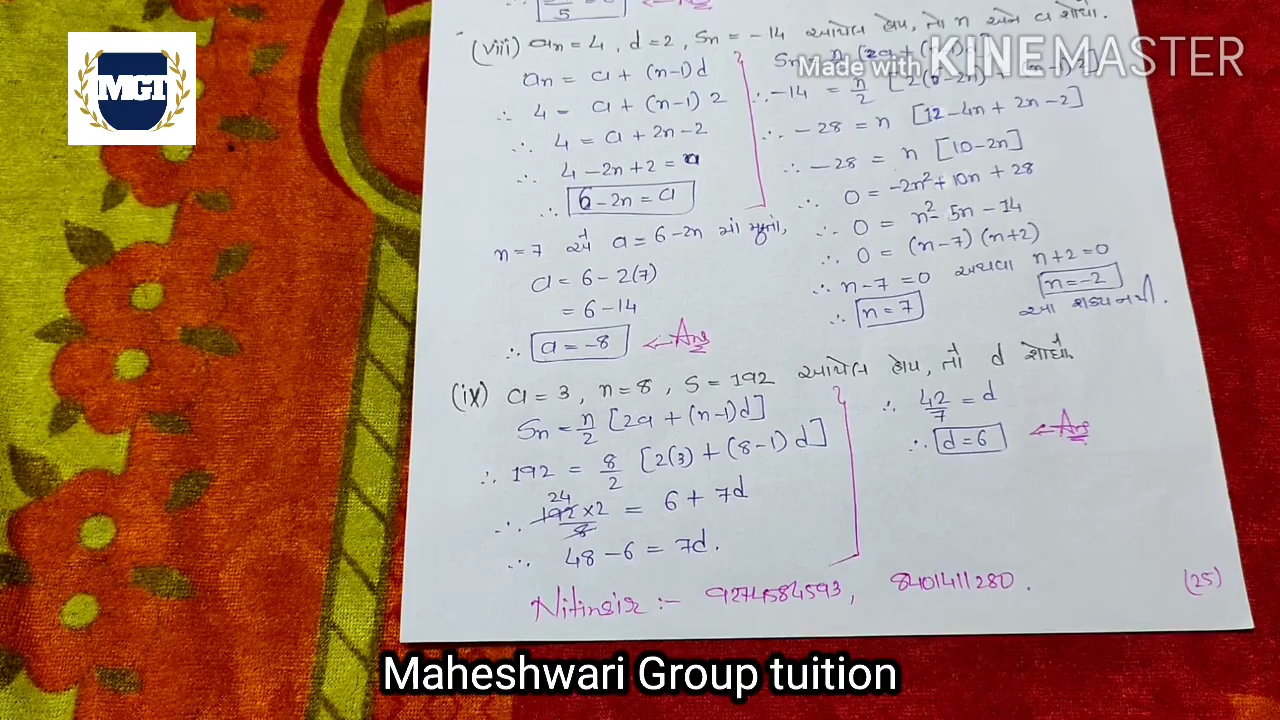 5
(viii) an = 4, d = 2, Sn = -14 આપેલ હોય, તો n અને a શોધો.
an = a + (n-1)d
∴ 4 = a + (n-1) 2
∴ 4 = a + 2n - 2
∴ 4 - 2n + 2 = a
∴ 6 - 2n = a
n = 7 એ a = 6 - 2n માં મૂકતાં,
a = 6 - 2(7)
= 6 - 14
∴ a = -8 ← Ans
∴ -14 = n/2 [2(6-2n) + (n-1)2]
∴ -28 = n [12 - 4n + 2n - 2]
∴ -28 = n [10 - 2n]
∴ 0 = -2n² + 10n + 28
∴ 0 = n² - 5n - 14
∴ 0 = (n-7) (n+2)
∴ n - 7 = 0 અથવા n + 2 = 0
∴ n = 7 n = -2
આ શક્ય નથી.
(ix) a = 3, n = 8, S = 192 આપેલ હોય, તો d શોધો.
Sn = n/2 [2a + (n-1)d]
∴ 192 = 8/2 [2(3) + (8-1) d]
24
∴ 192×2/8 = 6 + 7d
∴ 48 - 6 = 7d.
∴ 42/7 = d
∴ d = 6 ← Ans
Nitinsir :- 9274584593, 8401411280.
(25)
MGI
Made with KINEMASTER
Maheshwari Group tuition